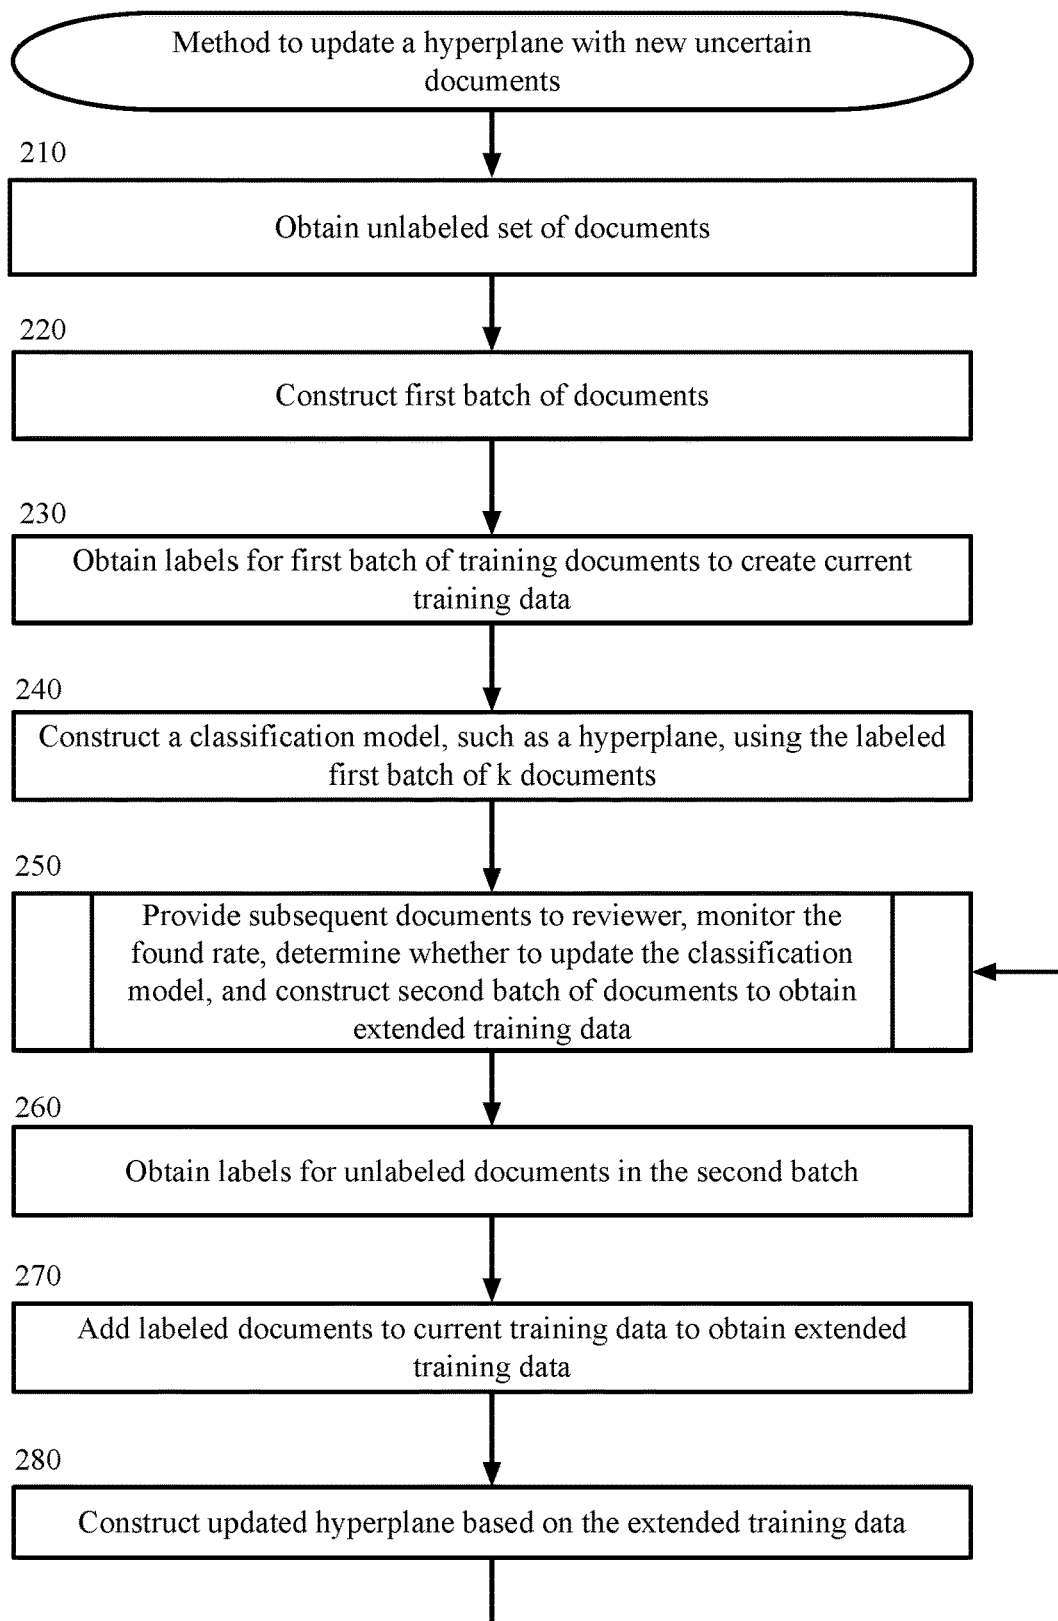 Method to update a hyperplane with new uncertain
documents
210
Obtain unlabeled set of documents
220
Construct first batch of documents
230
Obtain labels for first batch of training documents to create current
training data
240
Construct a classification model, such as a hyperplane, using the labeled
first batch of k documents
250
Provide subsequent documents to reviewer, monitor the
found rate, determine whether to update the classification
model, and construct second batch of documents to obtain
extended training data
260
Obtain labels for unlabeled documents in the second batch
270
Add labeled documents to current training data to obtain extended
training data
280
Construct updated hyperplane based on the extended training data